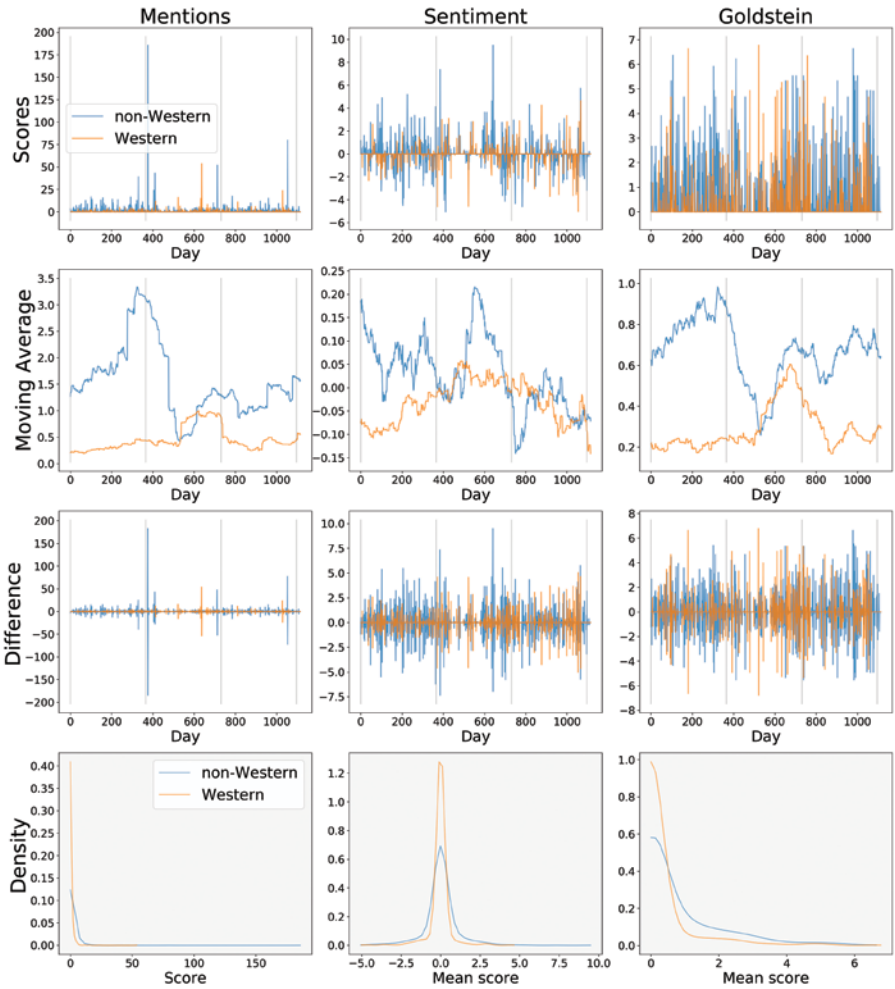 Mentions
Sentiment
Goldstein
Scores
200
175
150
125
100
75
50
25
0
non-Western
Western
0 200 400 600 800 1000
Day
10
8
6
4
2
0
−2
−4
−6
0 200 400 600 800 1000
Day
7
6
5
4
3
2
1
0
0 200 400 600 800 1000
Day
Moving Average
3.5
3.0
2.5
2.0
1.5
1.0
0.5
0.0
0 200 400 600 800 1000
Day
0.25
0.20
0.15
0.10
0.05
0.00
−0.05
−0.10
−0.15
0 200 400 600 800 1000
Day
1.0
0.8
0.6
0.4
0.2
0 200 400 600 800 1000
Day
Difference
200
150
100
50
0
−50
−100
−150
−200
0 200 400 600 800 1000
Day
10.0
7.5
5.0
2.5
0.0
−2.5
−5.0
−7.5
0 200 400 600 800 1000
Day
8
6
4
2
0
−2
−4
−6
−8
0 200 400 600 800 1000
Day
Density
0.40
0.35
0.30
0.25
0.20
0.15
0.10
0.05
0.00
non-Western
Western
0 50 100 150
Score
1.2
1.0
0.8
0.6
0.4
0.2
0.0
−5.0 −2.5 0.0 2.5 5.0 7.5 10.0
Mean score
1.0
0.8
0.6
0.4
0.2
0.0
0 2 4 6
Mean score